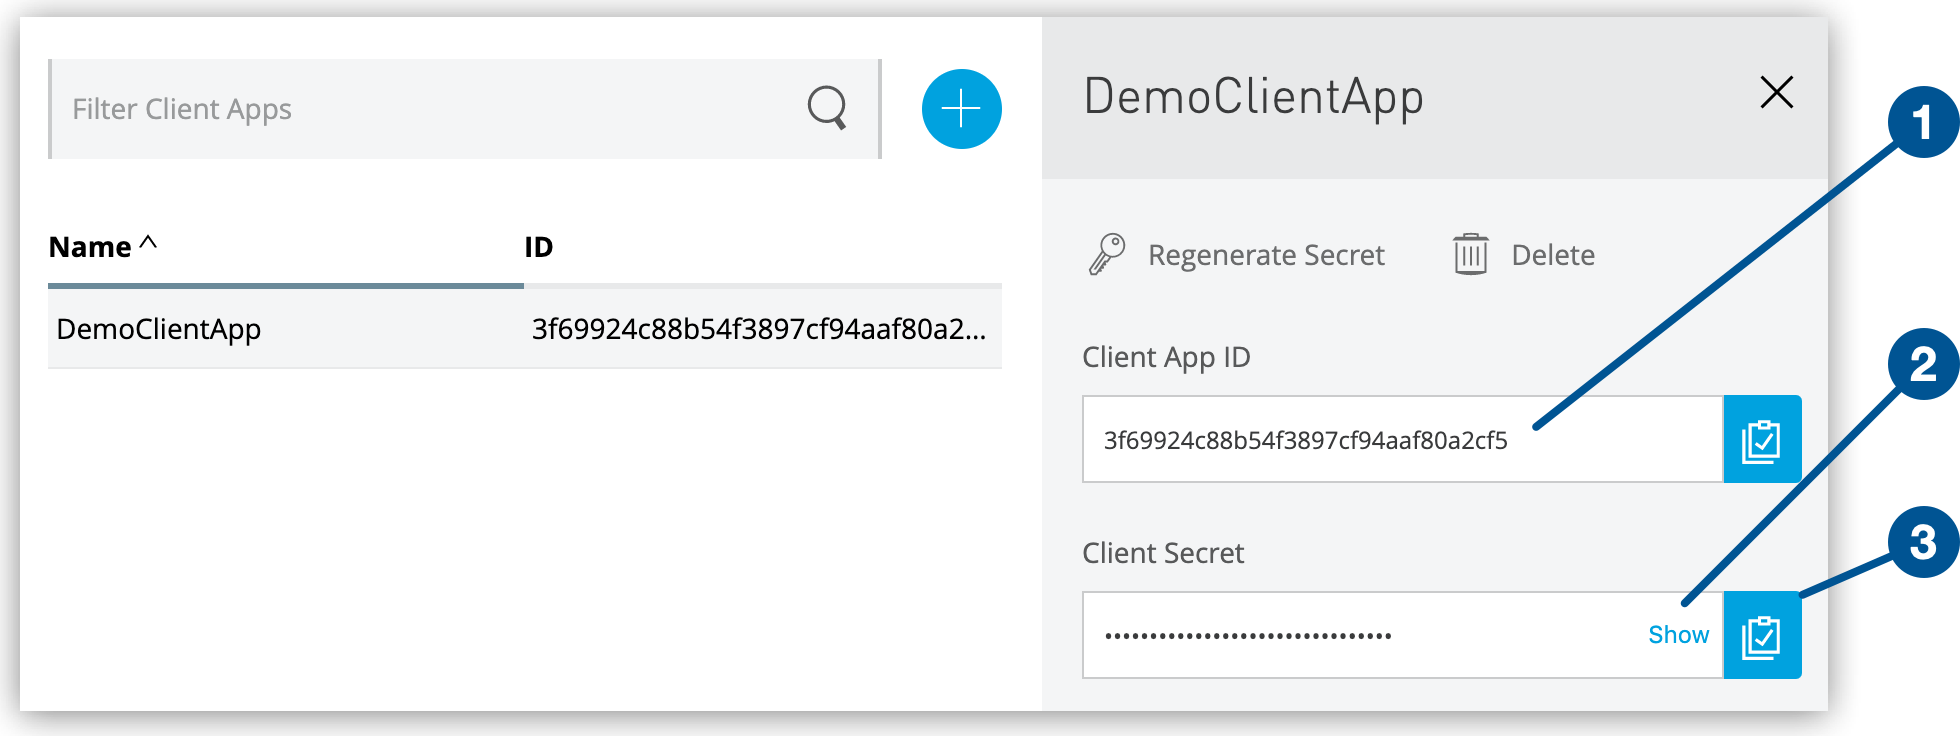 Filter Client Apps
Name
ID
DemoClientApp
3f69924c88b54f3897cf94aaf80a2...
DemoClientApp
Regenerate Secret
Delete
Client App ID
3f69924c88b54f3897cf94aaf80a2cf5
Client Secret
••••••••••••••••••••••••••••••••
Show
1
2
3